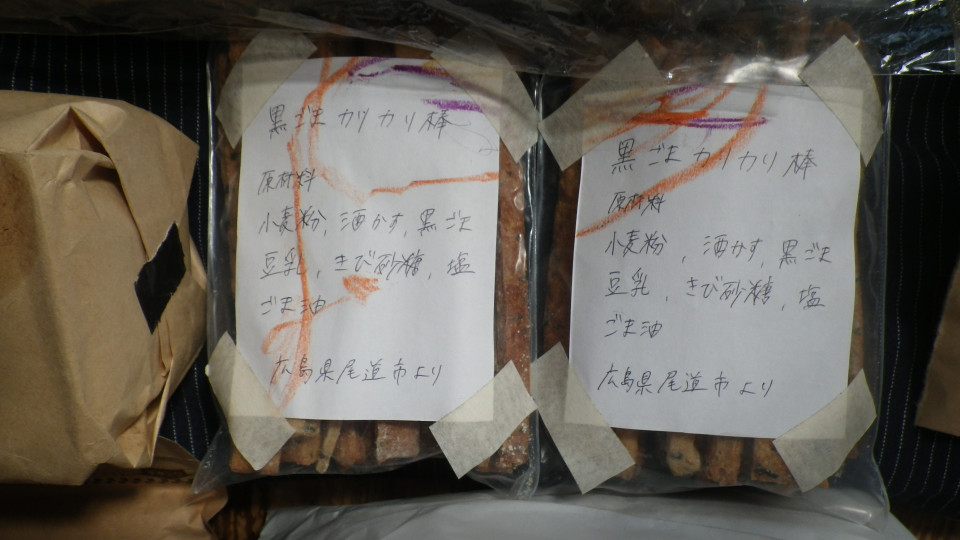 黒ごまカリカリ棒
原材料
小麦粉, 酒かす, 黒ごま
豆乳, きび砂糖, 塩
ごま油
広島県尾道市より
黒ごまカリカリ棒
原材料
小麦粉, 酒かす, 黒ごま
豆乳, きび砂糖, 塩
ごま油
広島県尾道市より